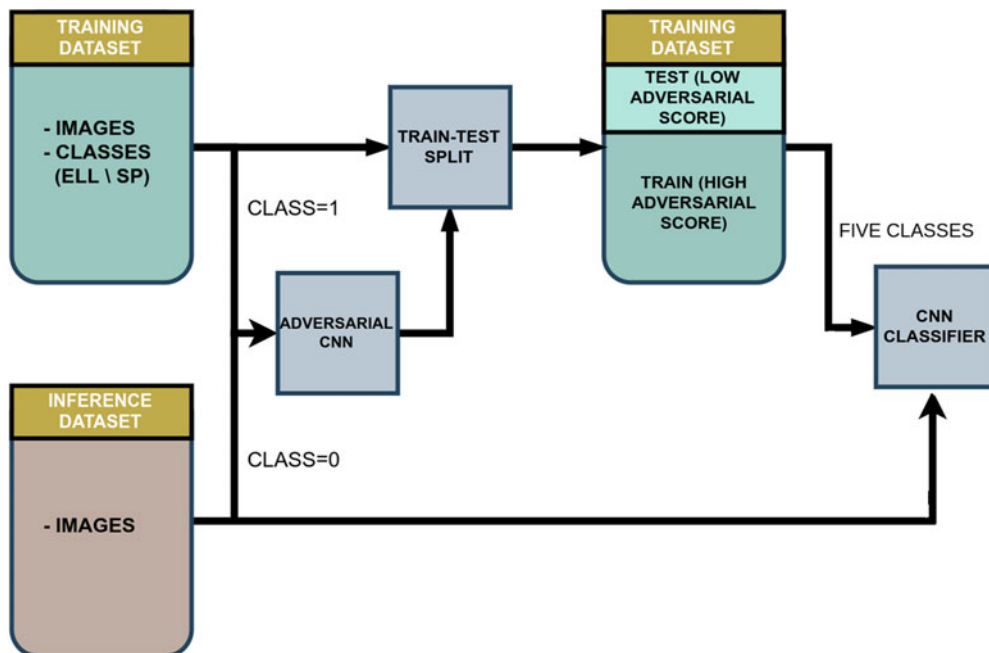 TRAINING
DATASET
- IMAGES
- CLASSES
(ELL \ SP)
CLASS=1
TRAIN-TEST
SPLIT
TRAINING
DATASET
TEST (LOW
ADVERSARIAL
SCORE)
TRAIN (HIGH
ADVERSARIAL
SCORE)
FIVE CLASSES
ADVERSARIAL
CNN
CNN
CLASSIFIER
INFERENCE
DATASET
CLASS=0
- IMAGES